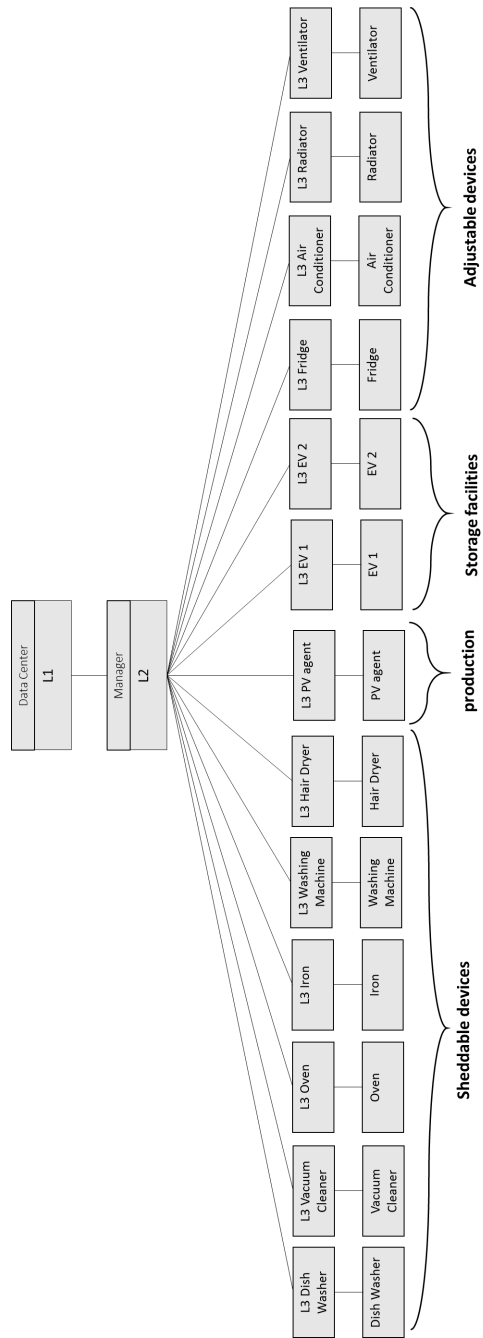 Data Center
L1
Manager
L2
L3 Dish
Washer
L3 Vacuum
Cleaner
L3 Oven
L3 Iron
L3 Washing
Machine
L3 Hair Dryer
L3 PV agent
L3 EV 1
L3 EV 2
L3 Fridge
L3 Air
Conditioner
L3 Radiator
L3 Ventilator
Dish Washer
Vacuum
Cleaner
Oven
Iron
Washing
Machine
Hair Dryer
PV agent
EV 1
EV 2
Fridge
Air
Conditioner
Radiator
Ventilator
Sheddable devices
production
Storage facilities
Adjustable devices